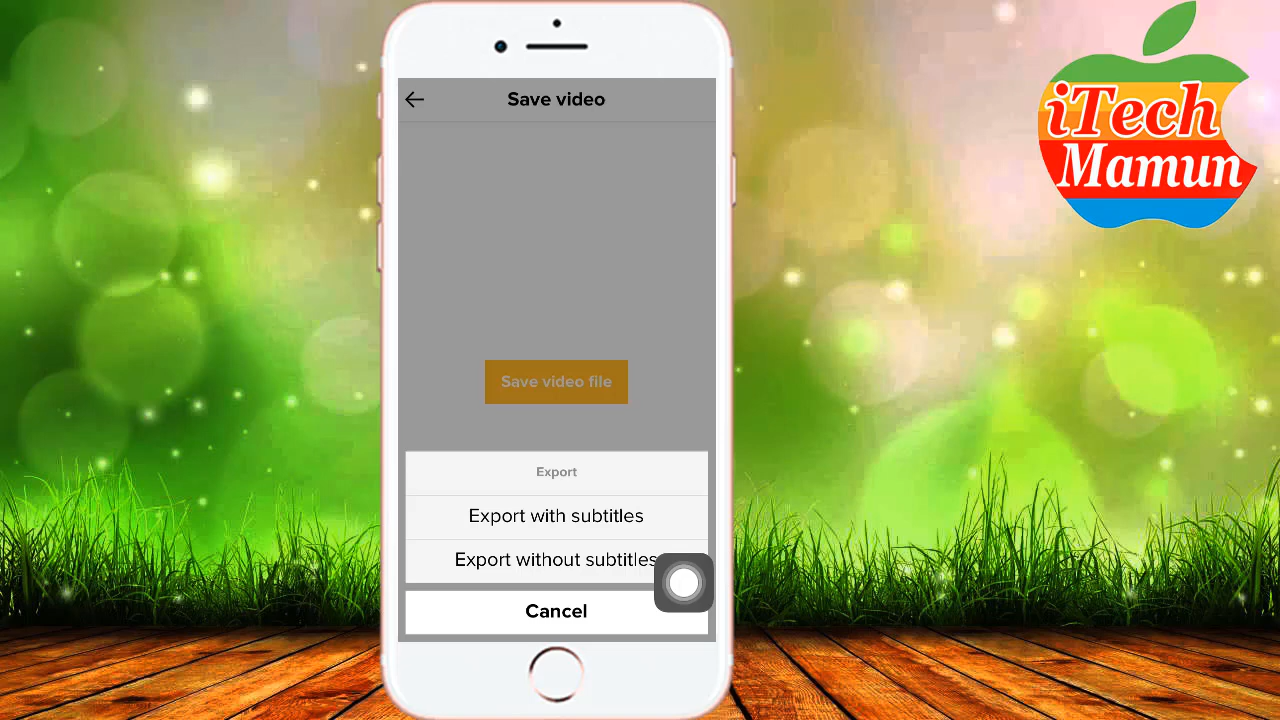 Save video
iTech
Mamun
Save video file
Export
Export with subtitles
Export without subtitles
Cancel